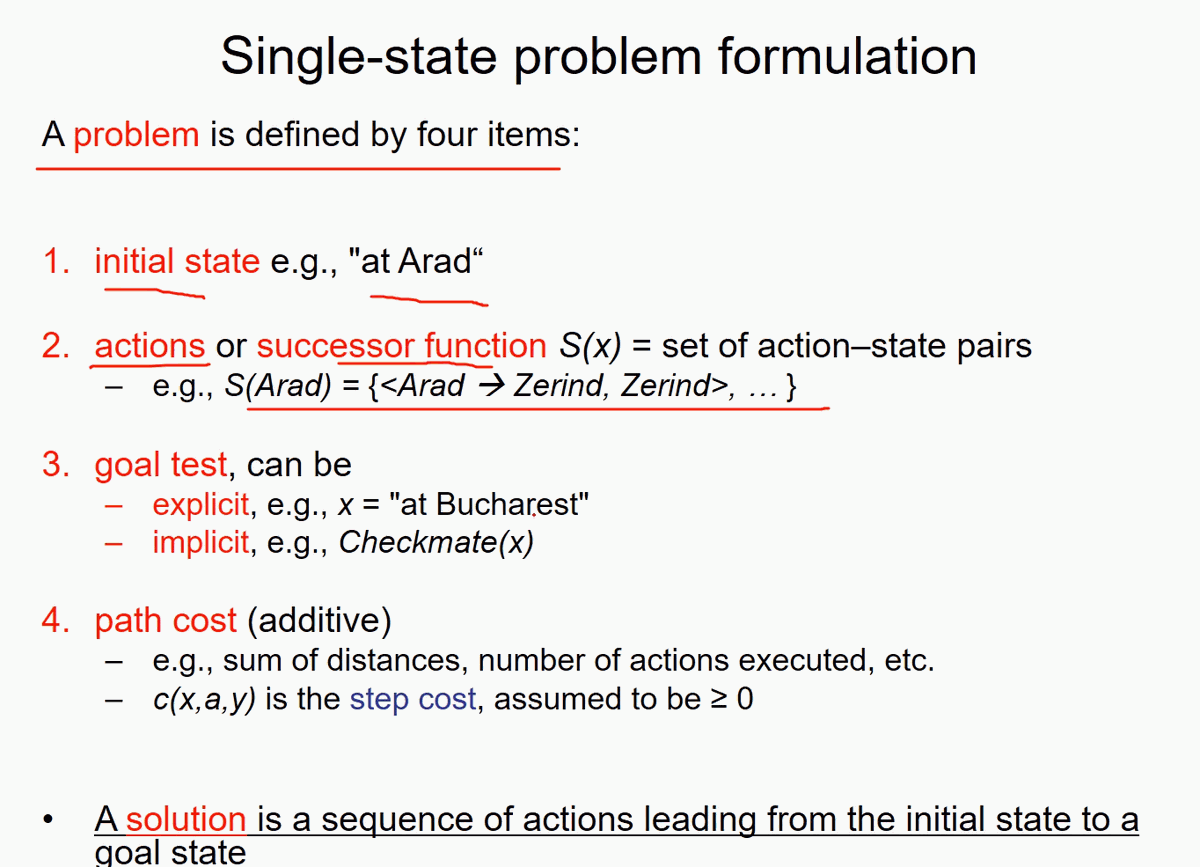 Single-state problem formulation
A problem is defined by four items:
1. initial state e.g., "at Arad“
2. actions or successor function S(x) = set of action–state pairs
– e.g., S(Arad) = {<Arad → Zerind, Zerind>, … }
3. goal test, can be
– explicit, e.g., x = "at Bucharest"
– implicit, e.g., Checkmate(x)
4. path cost (additive)
– e.g., sum of distances, number of actions executed, etc.
– c(x,a,y) is the step cost, assumed to be ≥ 0
• A solution is a sequence of actions leading from the initial state to a
goal state